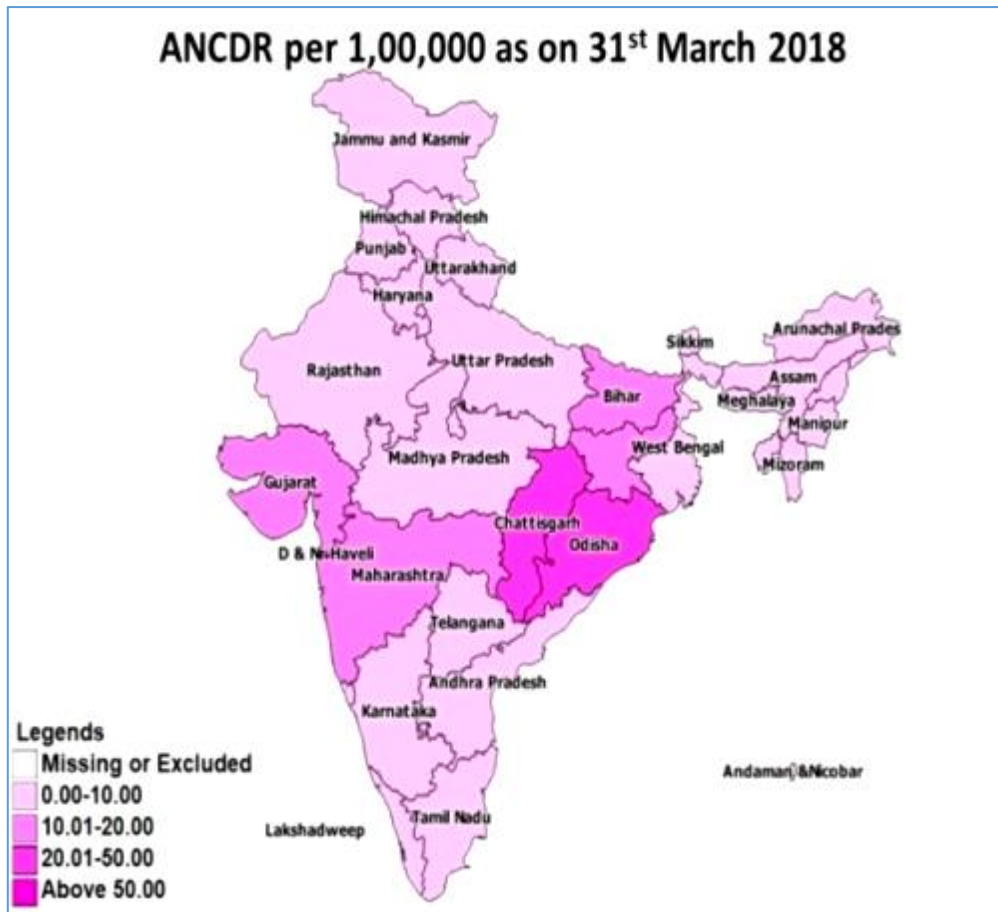 ANCDR per 1,00,000 as on 31st March 2018
Jammu and Kasmir
Himachal Pradesh
Punjab
Uttarakhand
Haryana
Arunachal Prades
Sikkim
Uttar Pradesh
Rajasthan
Assam
Bihar
Meghalaya
Manipur
West Bengal
Madhya Pradesh
Mizoram
Gujarat
Chattisgarh
Odisha
D & N Haveli
Maharashtra
Telangana
Andhra Pradesh
Karnataka
Legends
Missing or Excluded
Andaman &Nicobar
0.00-10.00
Tamil Nadu
10.01-20.00
Lakshadweep
20.01-50.00
Above 50.00